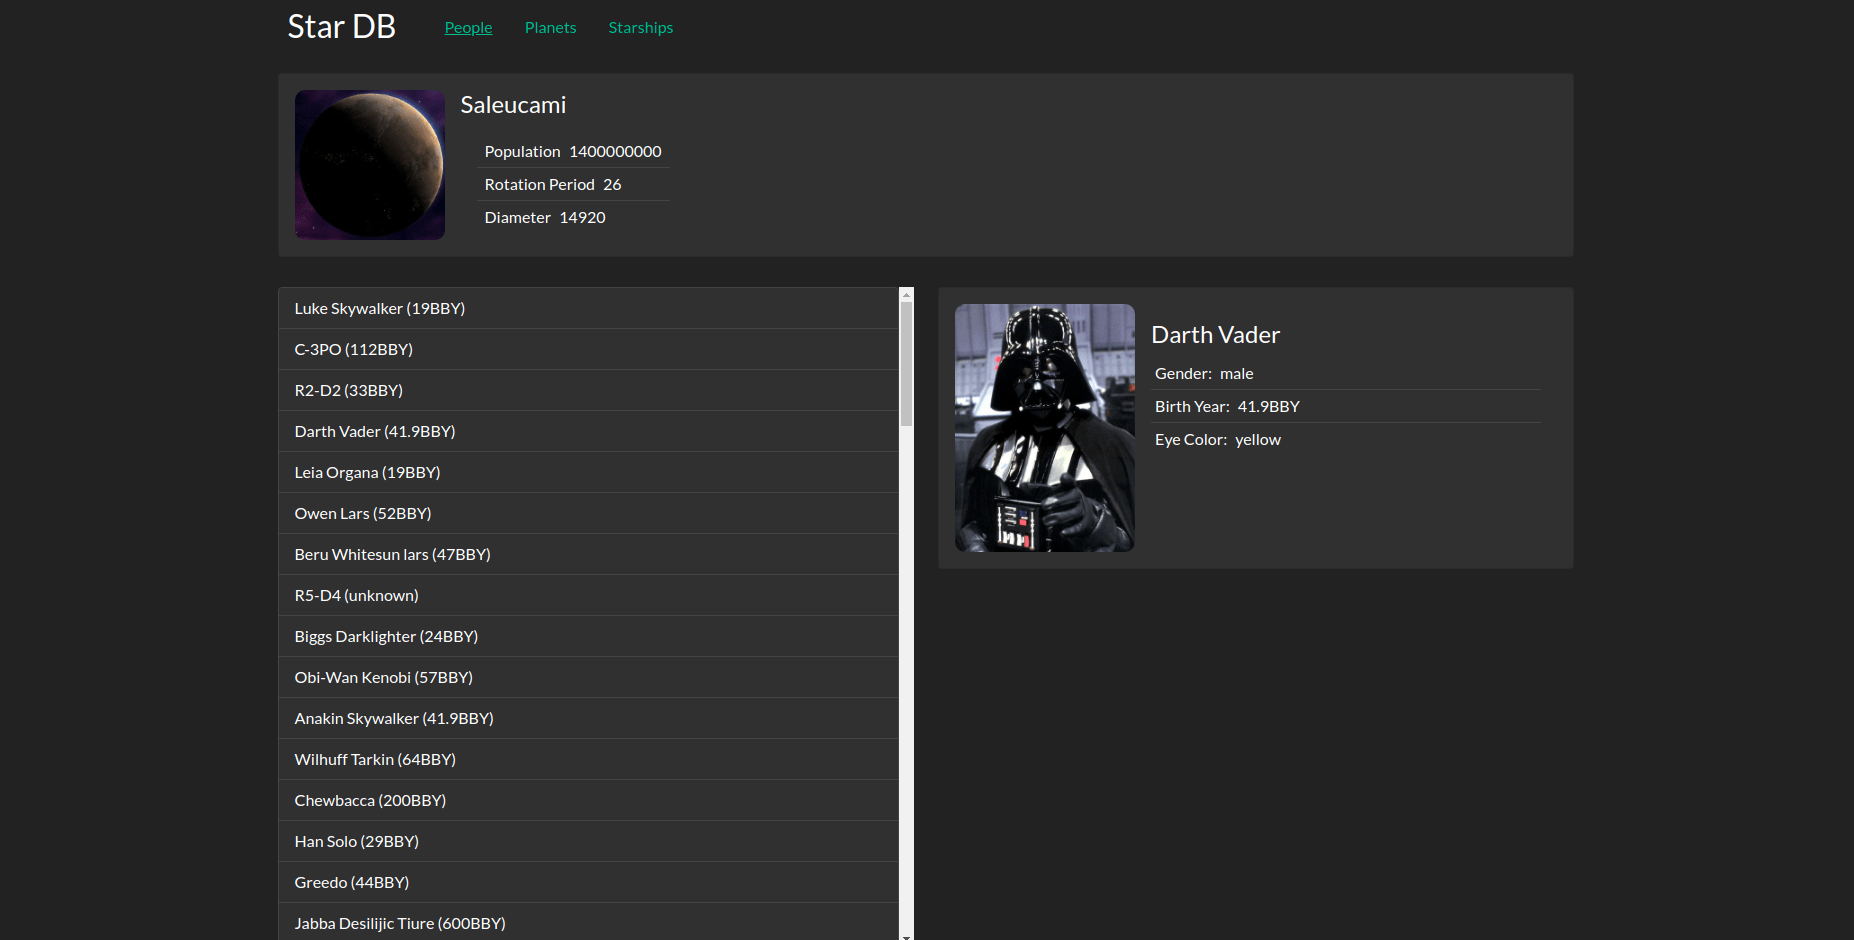 Star DB People Planets Starships
Saleucami
Population 1400000000
Rotation Period 26
Diameter 14920
Luke Skywalker (19BBY)
C-3PO (112BBY)
R2-D2 (33BBY)
Darth Vader (41.9BBY)
Leia Organa (19BBY)
Owen Lars (52BBY)
Beru Whitesun lars (47BBY)
R5-D4 (unknown)
Biggs Darklighter (24BBY)
Obi-Wan Kenobi (57BBY)
Anakin Skywalker (41.9BBY)
Wilhuff Tarkin (64BBY)
Chewbacca (200BBY)
Han Solo (29BBY)
Greedo (44BBY)
Jabba Desilijic Tiure (600BBY)
Darth Vader
Gender: male
Birth Year: 41.9BBY
Eye Color: yellow